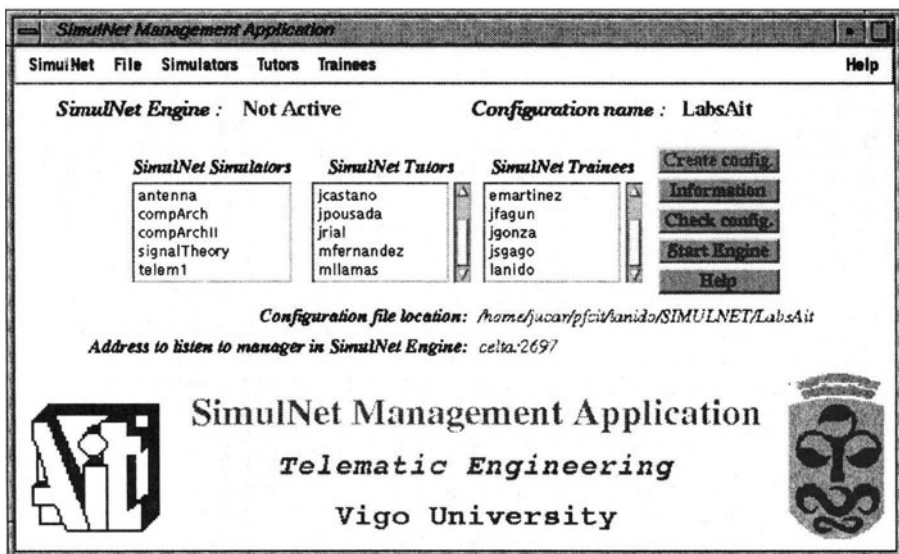 SimulNet Management Application
SimulNet File Simulators Tutors Trainees Help
SimulNet Engine : Not Active Configuration name : LabsAit
SimulNet Simulators SimulNet Tutors SimulNet Trainees
antenna
compArch
compArchII
signalTheory
telem1
jcastano
jpousada
jrial
mfernandez
mllamas
emartinez
jfagun
jgonza
jsgago
lanido
Create config.
Information
Check config.
Start Engine
Help
Configuration file location: /home/jucar/pfcit/lanido/SIMULNET/LabsAit
Address to listen to manager in SimulNet Engine: celta:2697
SimulNet Management Application
Telematic Engineering
Vigo University